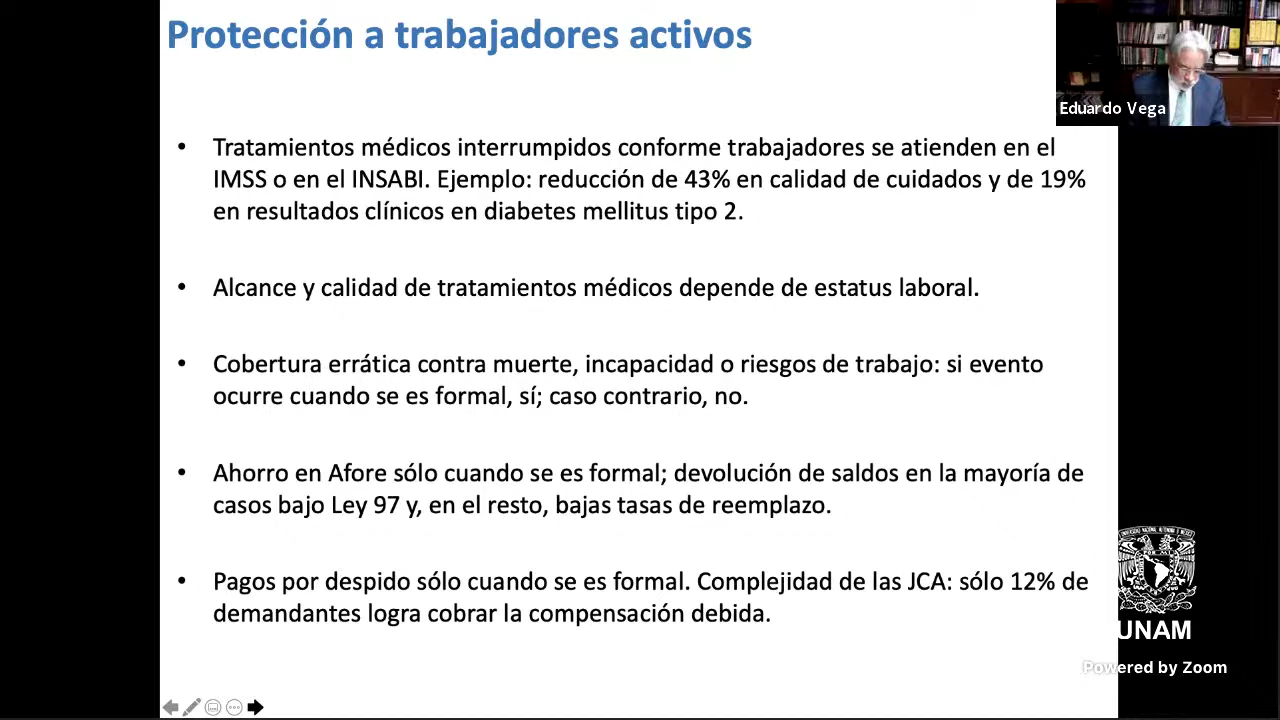 Protección a trabajadores activos
Eduardo Vega
• Tratamientos médicos interrumpidos conforme trabajadores se atienden en el
IMSS o en el INSABI. Ejemplo: reducción de 43% en calidad de cuidados y de 19%
en resultados clínicos en diabetes mellitus tipo 2.
• Alcance y calidad de tratamientos médicos depende de estatus laboral.
• Cobertura errática contra muerte, incapacidad o riesgos de trabajo: si evento
ocurre cuando se es formal, sí; caso contrario, no.
• Ahorro en Afore sólo cuando se es formal; devolución de saldos en la mayoría de
casos bajo Ley 97 y, en el resto, bajas tasas de reemplazo.
• Pagos por despido sólo cuando se es formal. Complejidad de las JCA: sólo 12% de
demandantes logra cobrar la compensación debida.
UNAM
Powered by Zoom